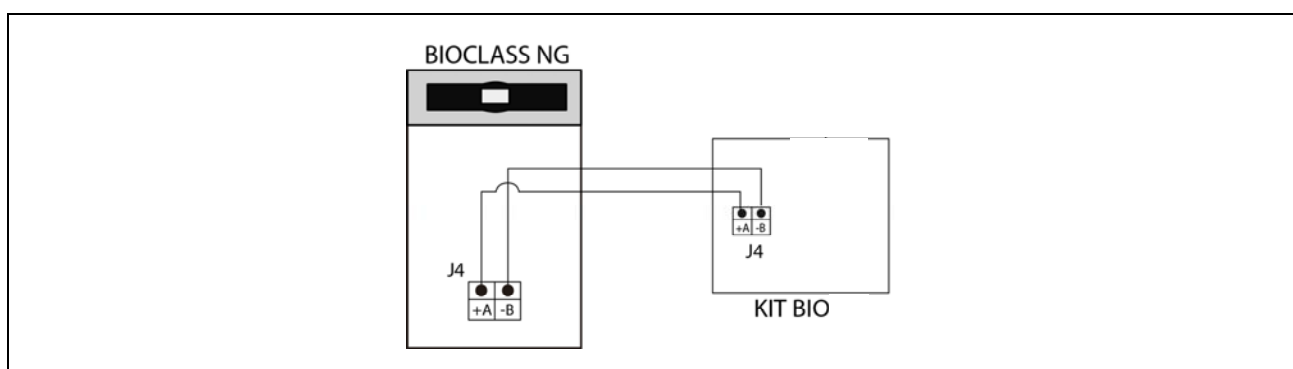 BIOCLASS NG
+A -B
J4
J4
+A -B
KIT BIO